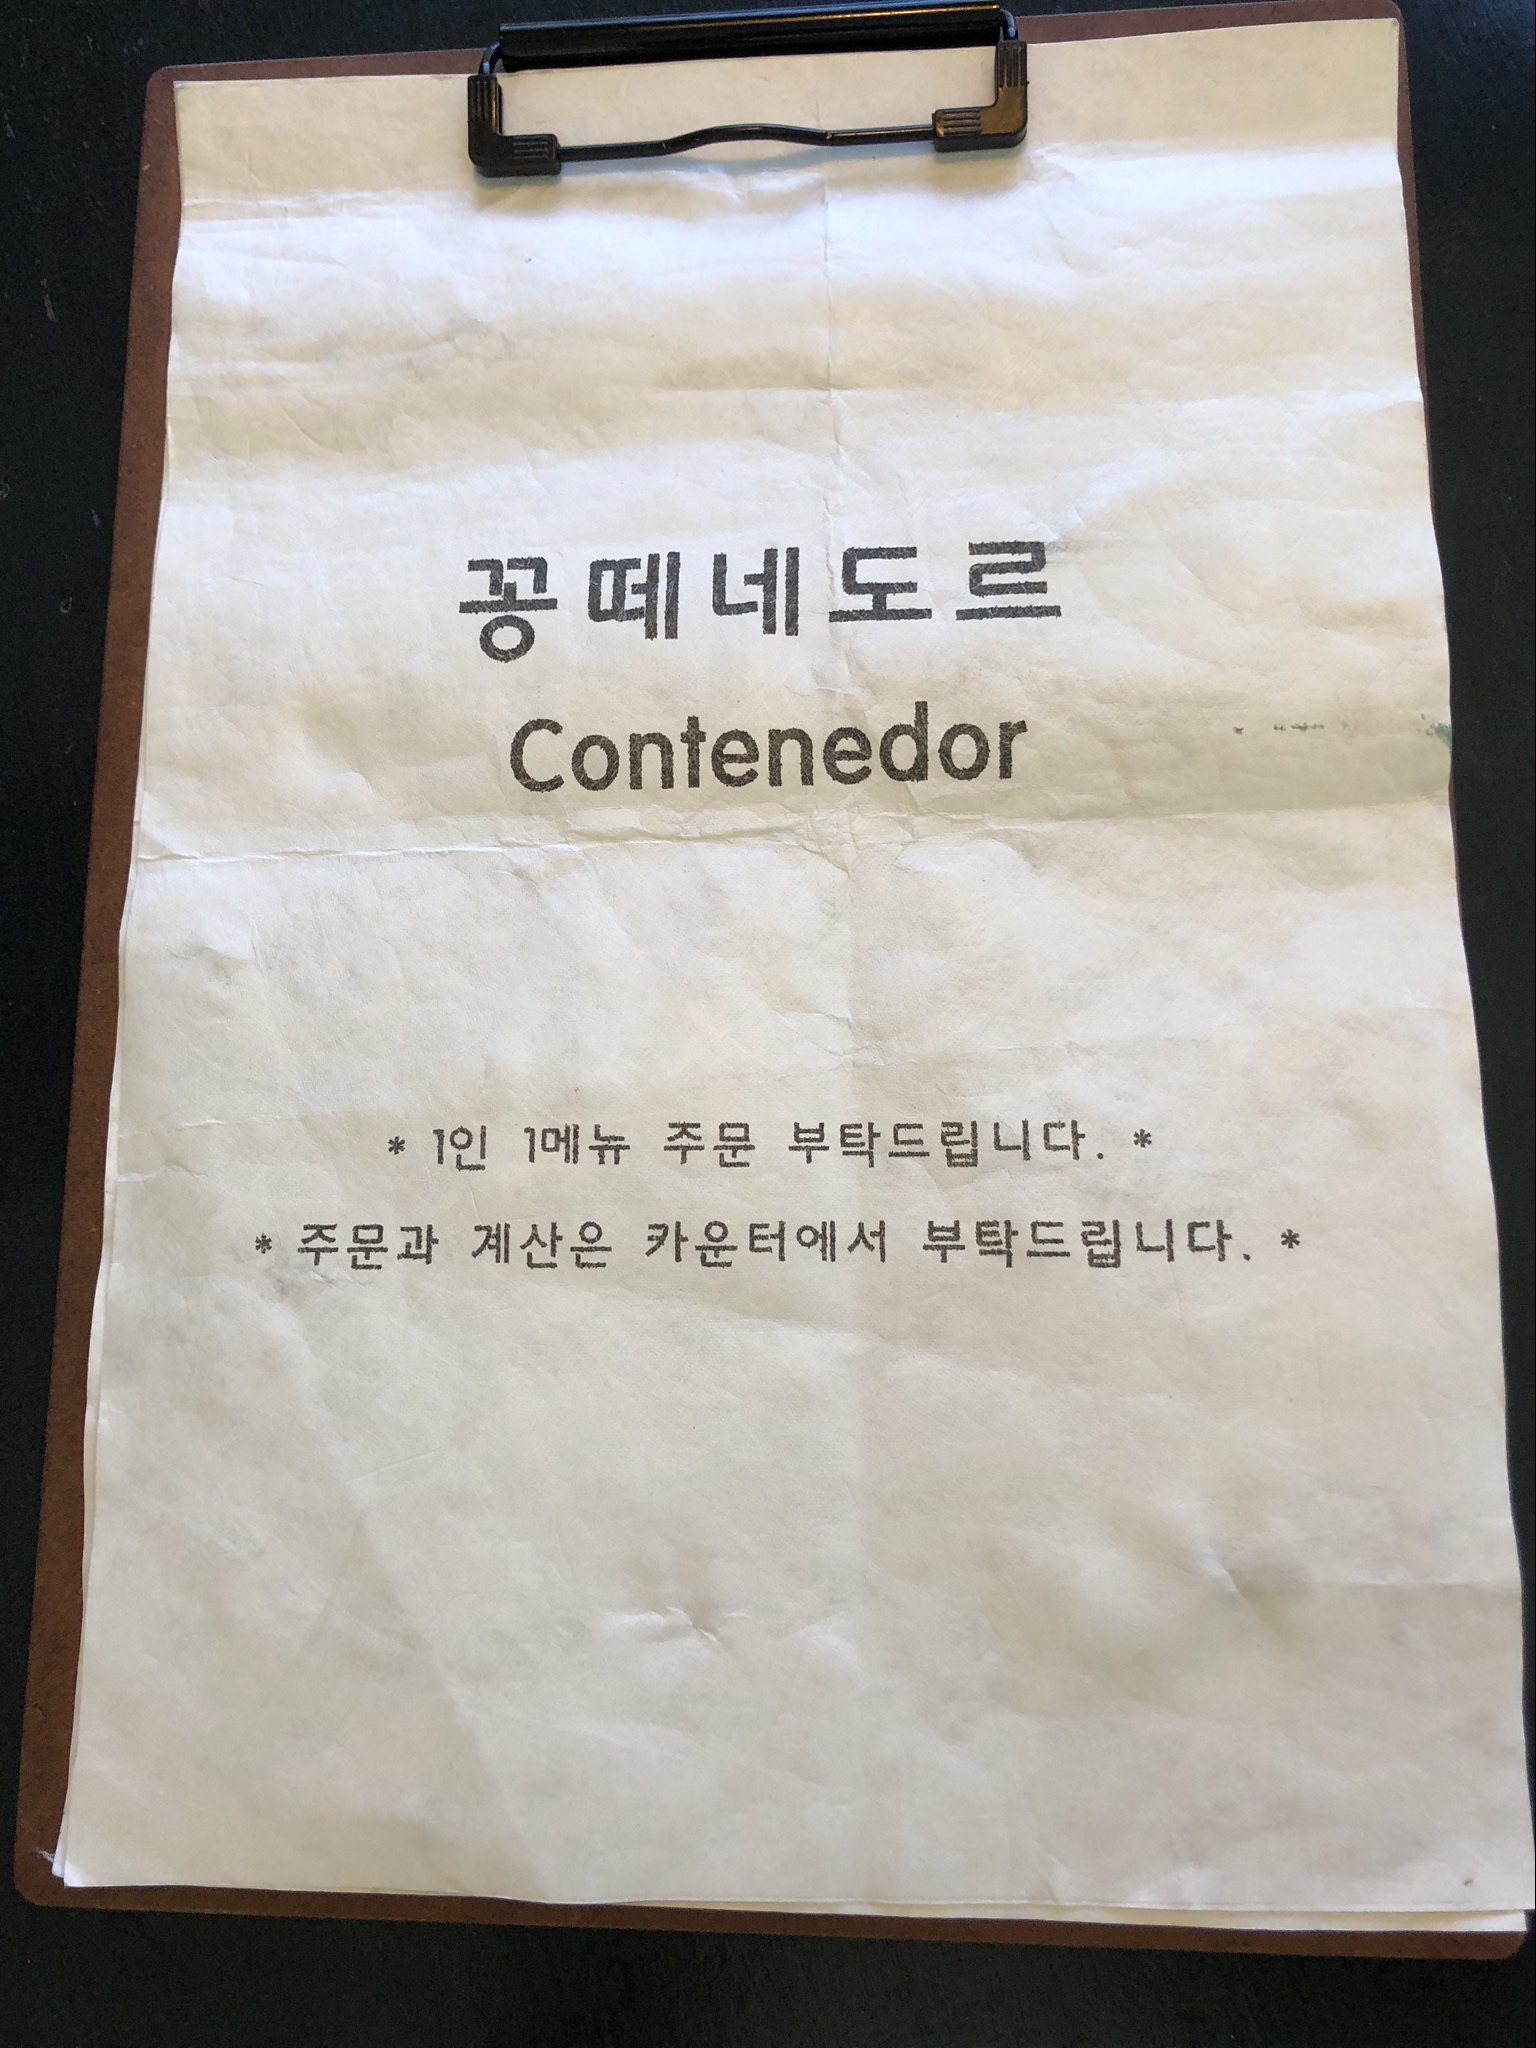 꽁떼네도르
Contenedor
* 1인 1메뉴 주문 부탁드립니다. *
* 주문과 계산은 카운터에서 부탁드립니다. *